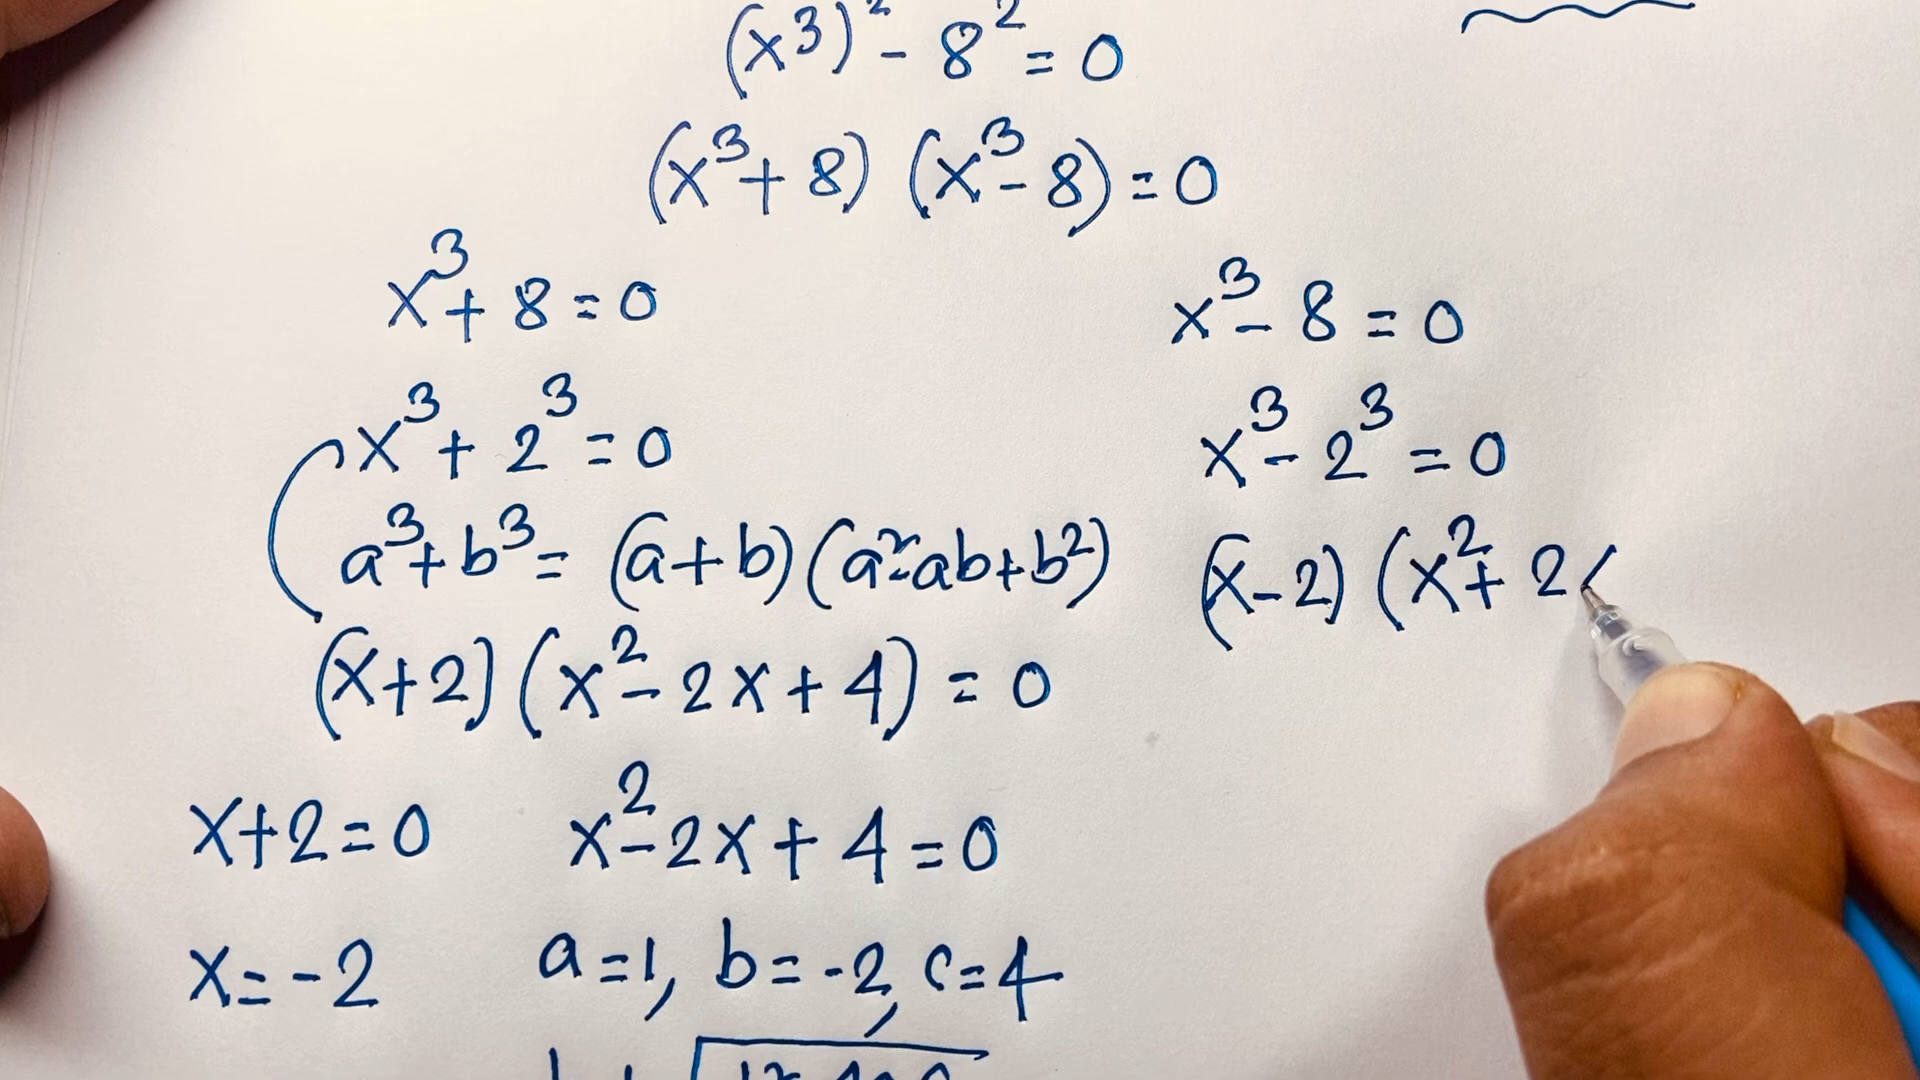 (x³)² - 8² = 0
(x³ + 8) (x³ - 8) = 0
x³ + 8 = 0
x³ + 2³ = 0
a³ + b³ = (a + b) (a² - ab + b²)
(x + 2) (x² - 2x + 4) = 0
x + 2 = 0
x = -2
x² - 2x + 4 = 0
a = 1, b = -2, c = 4
x³ - 8 = 0
x³ - 2³ = 0
(x - 2) (x² + 2